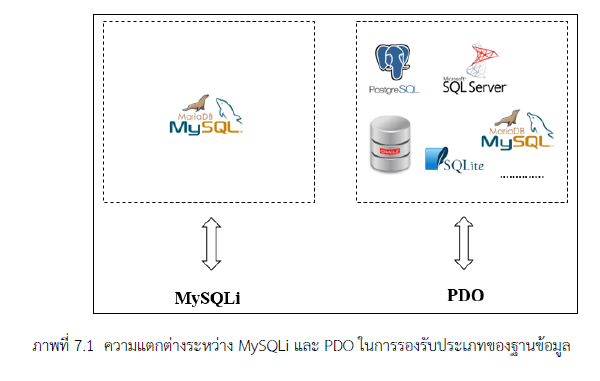 PostgreSQL
Microsoft
SQL Server
MariaDB
MySQL
ORACLE
SQLite
MariaDB
MySQL
...............
MySQLi
PDO
ภาพที่ 7.1 ความแตกต่างระหว่าง MySQLi และ PDO ในการรองรับประเภทของฐานข้อมูล